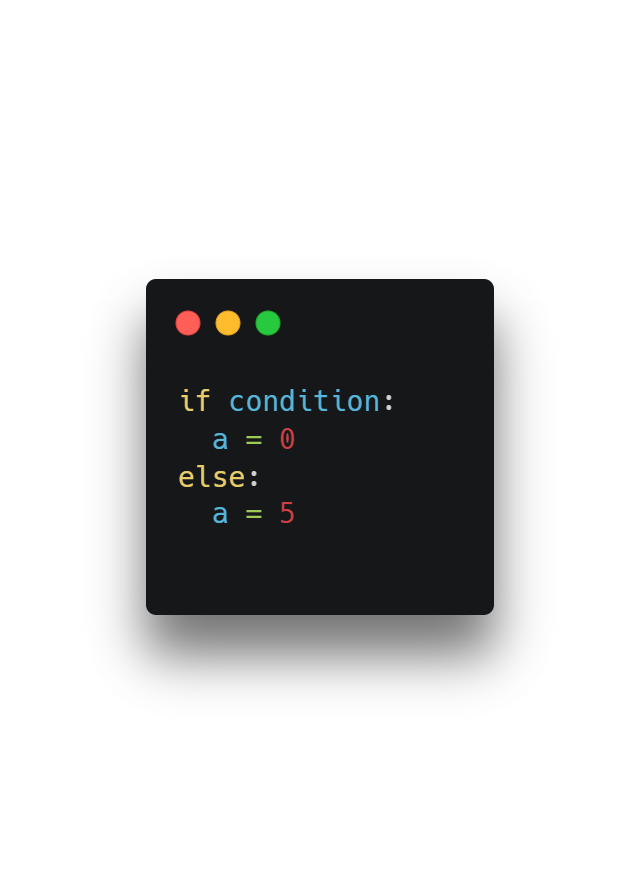 if condition:
  a = 0
else:
  a = 5